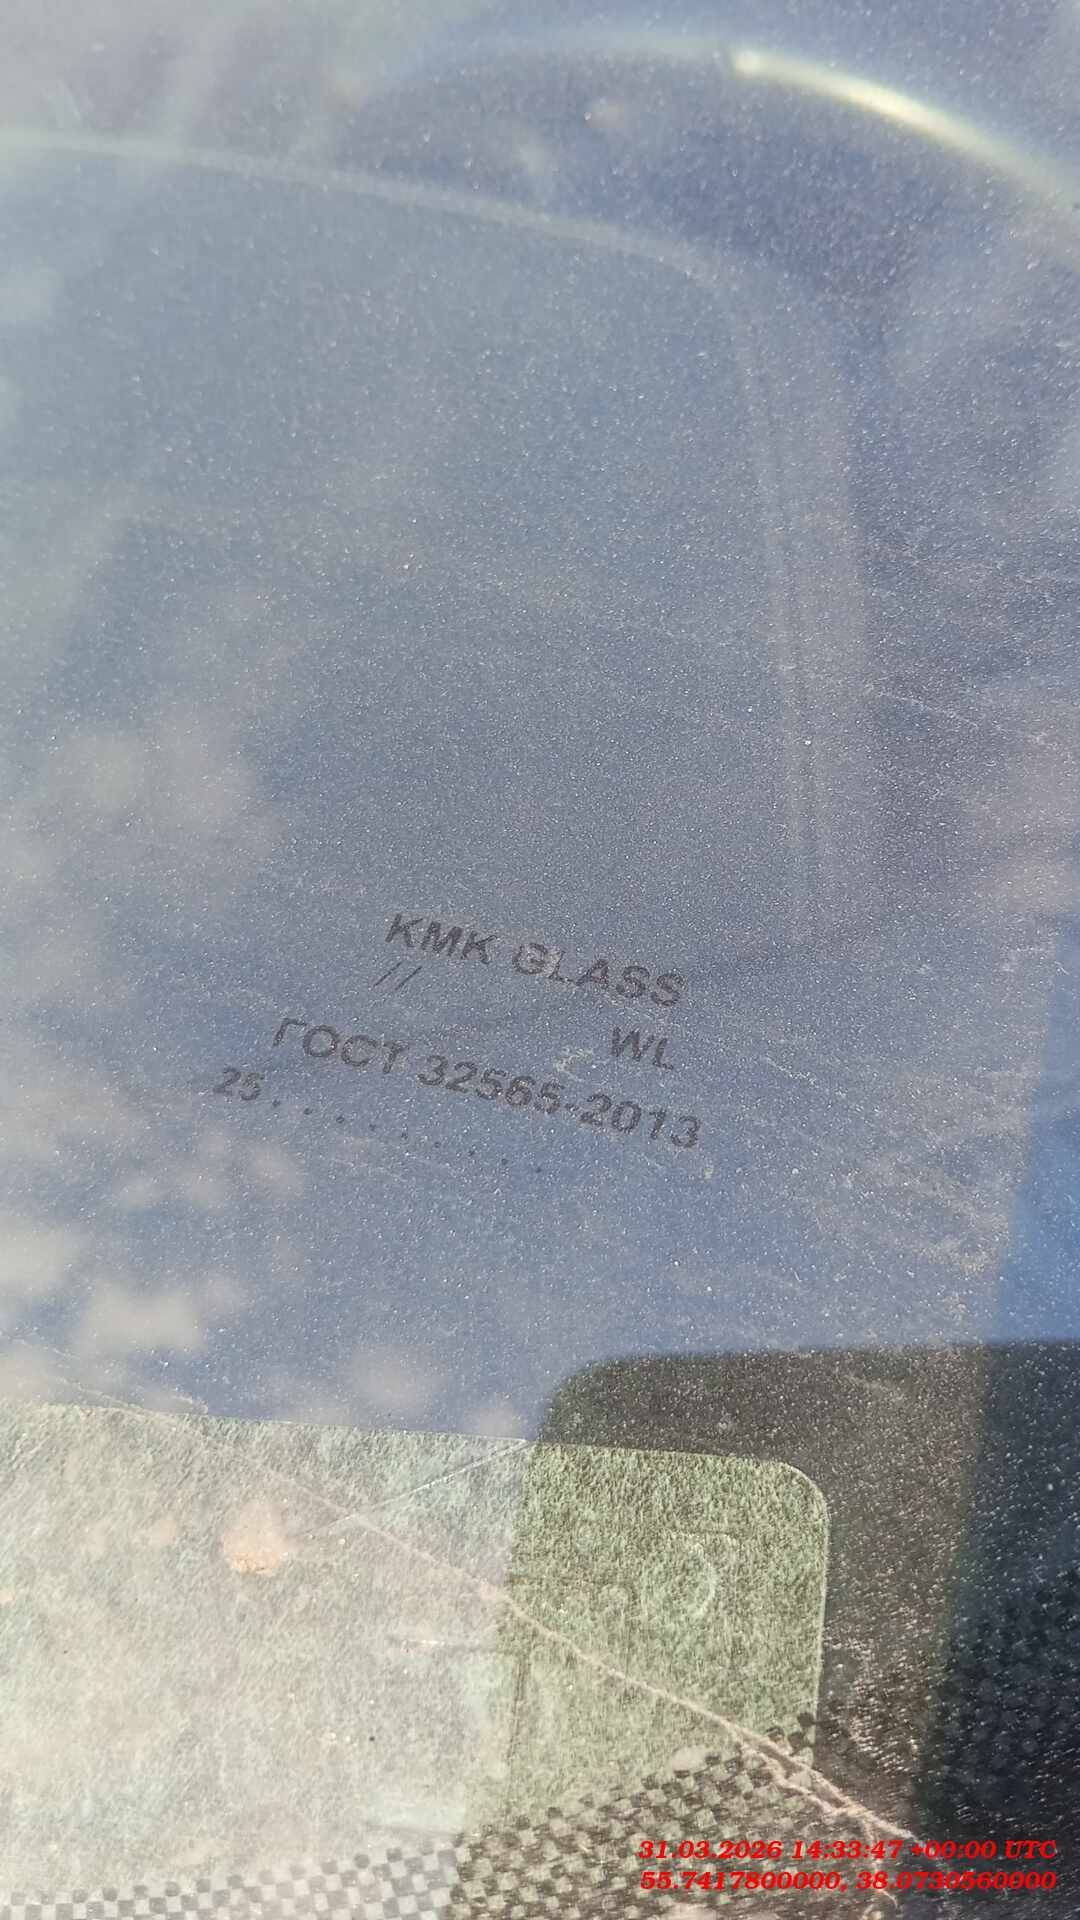 KMK GLASS
//
WL
ГОСТ 32565-2013
25. . . . . . . . .
31.03.2026 14:33:47 +00:00 UTC
55.7417800000, 38.0730560000